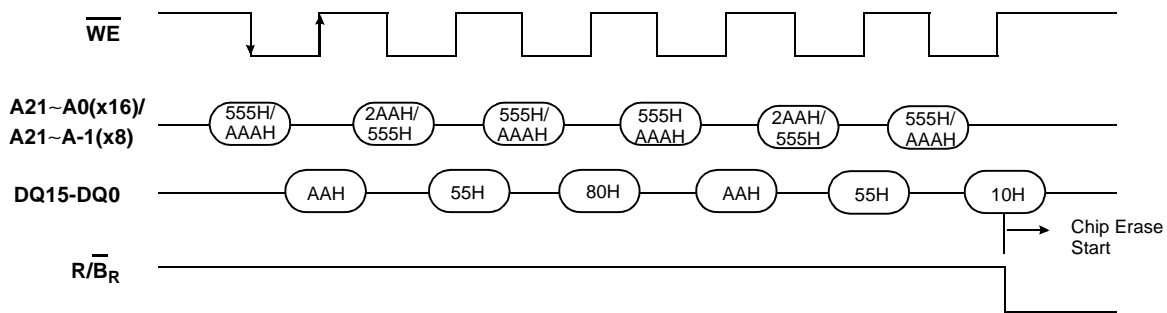 WE
A21~A0(x16)/
A21~A-1(x8)
555H/
AAAH
2AAH/
555H
555H/
AAAH
555H
AAAH
2AAH/
555H
555H/
AAAH
DQ15-DQ0
AAH
55H
80H
AAH
55H
10H
Chip Erase
Start
R/BR